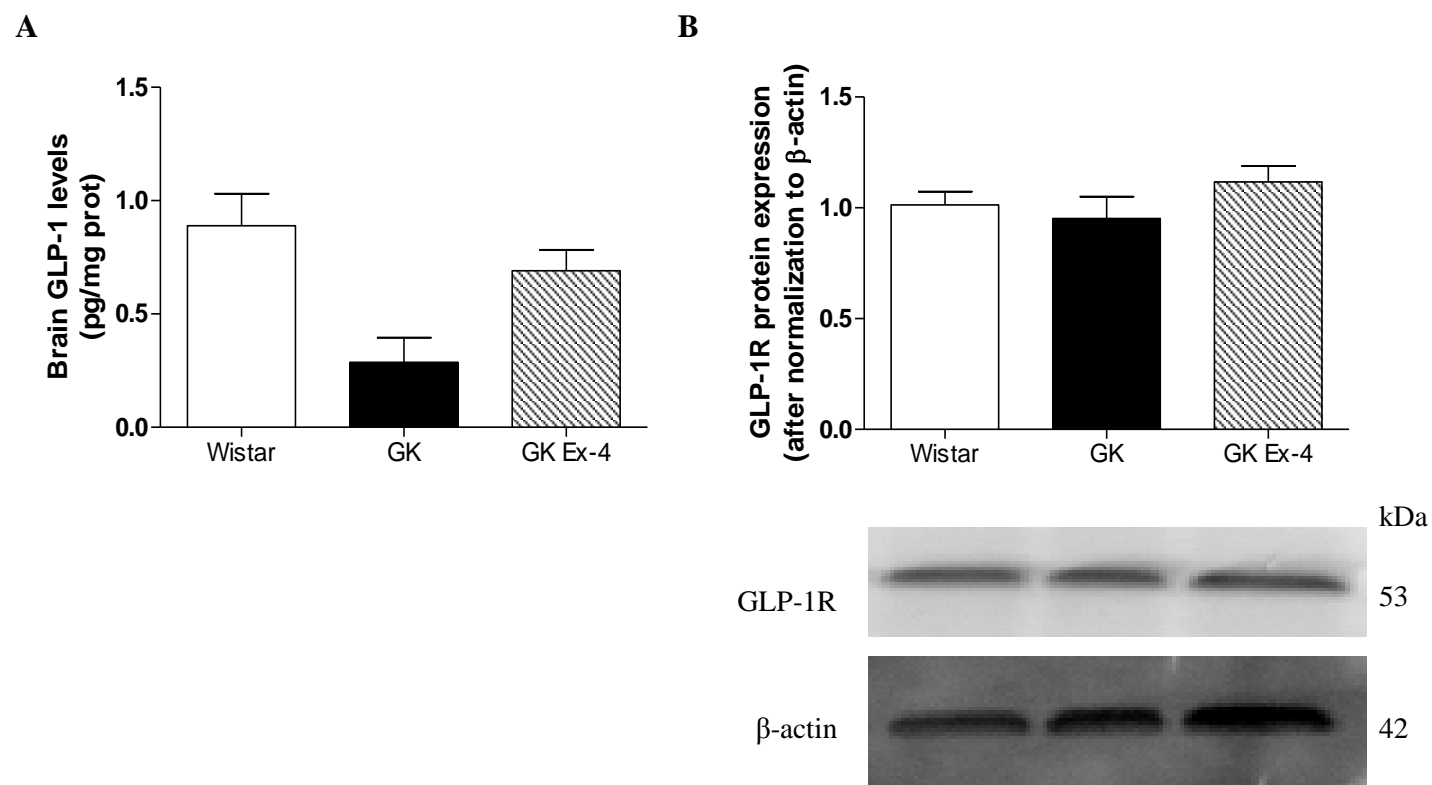 A
Brain GLP-1 levels
(pg/mg prot)
1.5
1.0
0.5
0.0
Wistar GK GK Ex-4
B
GLP-1R protein expression
(after normalization to β-actin)
1.5
1.0
0.5
0.0
Wistar GK GK Ex-4
kDa
GLP-1R 53
β-actin 42